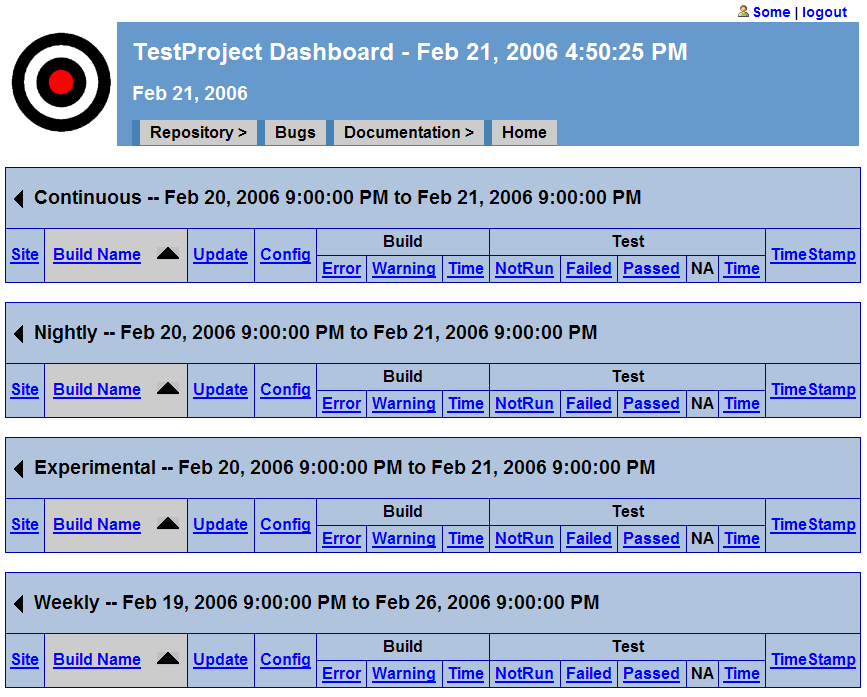 Some | logout
TestProject Dashboard - Feb 21, 2006 4:50:25 PM
Feb 21, 2006
Repository > Bugs Documentation > Home
Continuous -- Feb 20, 2006 9:00:00 PM to Feb 21, 2006 9:00:00 PM
Build Test
Site Build Name Update Config TimeStamp
Error Warning Time NotRun Failed Passed NA Time
Nightly -- Feb 20, 2006 9:00:00 PM to Feb 21, 2006 9:00:00 PM
Build Test
Site Build Name Update Config TimeStamp
Error Warning Time NotRun Failed Passed NA Time
Experimental -- Feb 20, 2006 9:00:00 PM to Feb 21, 2006 9:00:00 PM
Build Test
Site Build Name Update Config TimeStamp
Error Warning Time NotRun Failed Passed NA Time
Weekly -- Feb 19, 2006 9:00:00 PM to Feb 26, 2006 9:00:00 PM
Build Test
Site Build Name Update Config TimeStamp
Error Warning Time NotRun Failed Passed NA Time